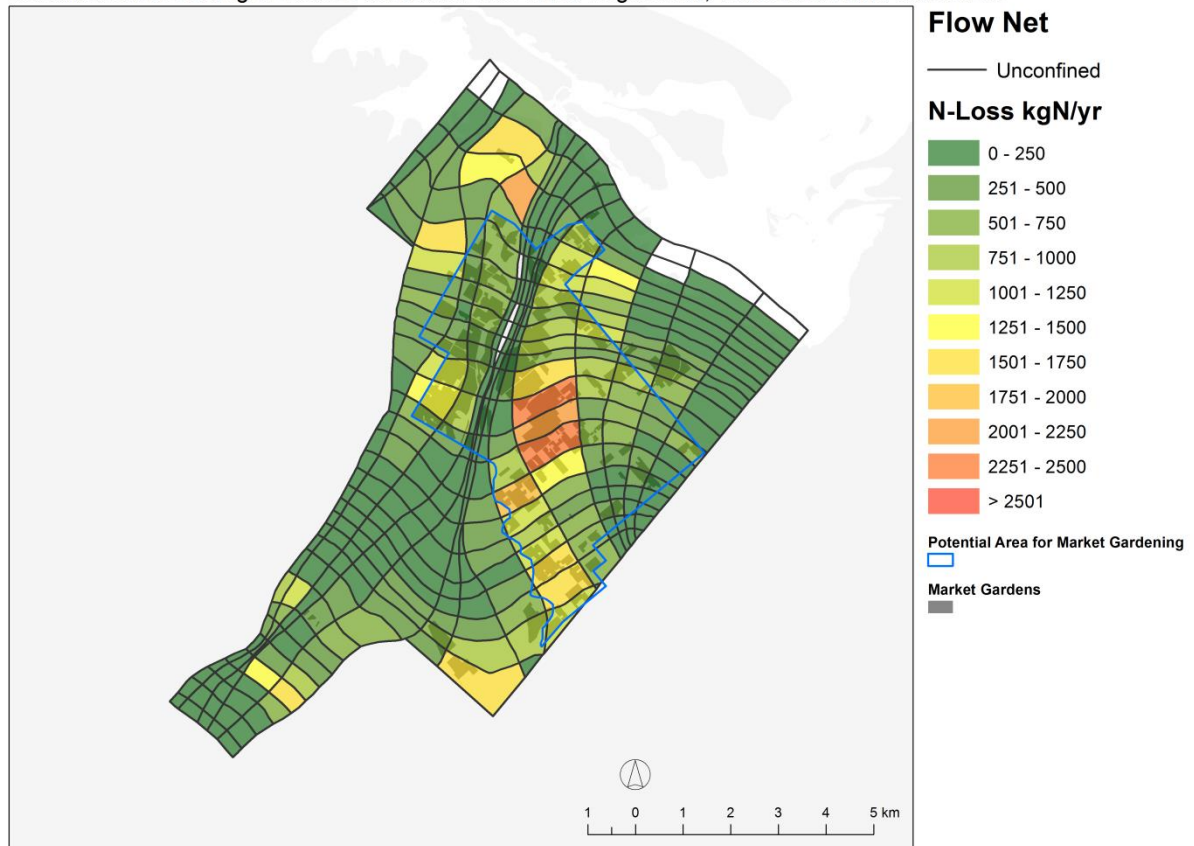 Flow Net
Unconfined
N-Loss kgN/yr
0 - 250
251 - 500
501 - 750
751 - 1000
1001 - 1250
1251 - 1500
1501 - 1750
1751 - 2000
2001 - 2250
2251 - 2500
> 2501
Potential Area for Market Gardening
Market Gardens
1 0 1 2 3 4 5 km